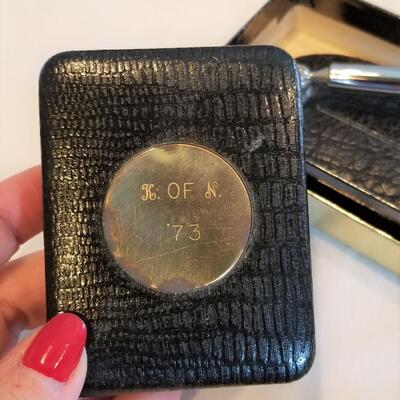 K. OF N.
'73